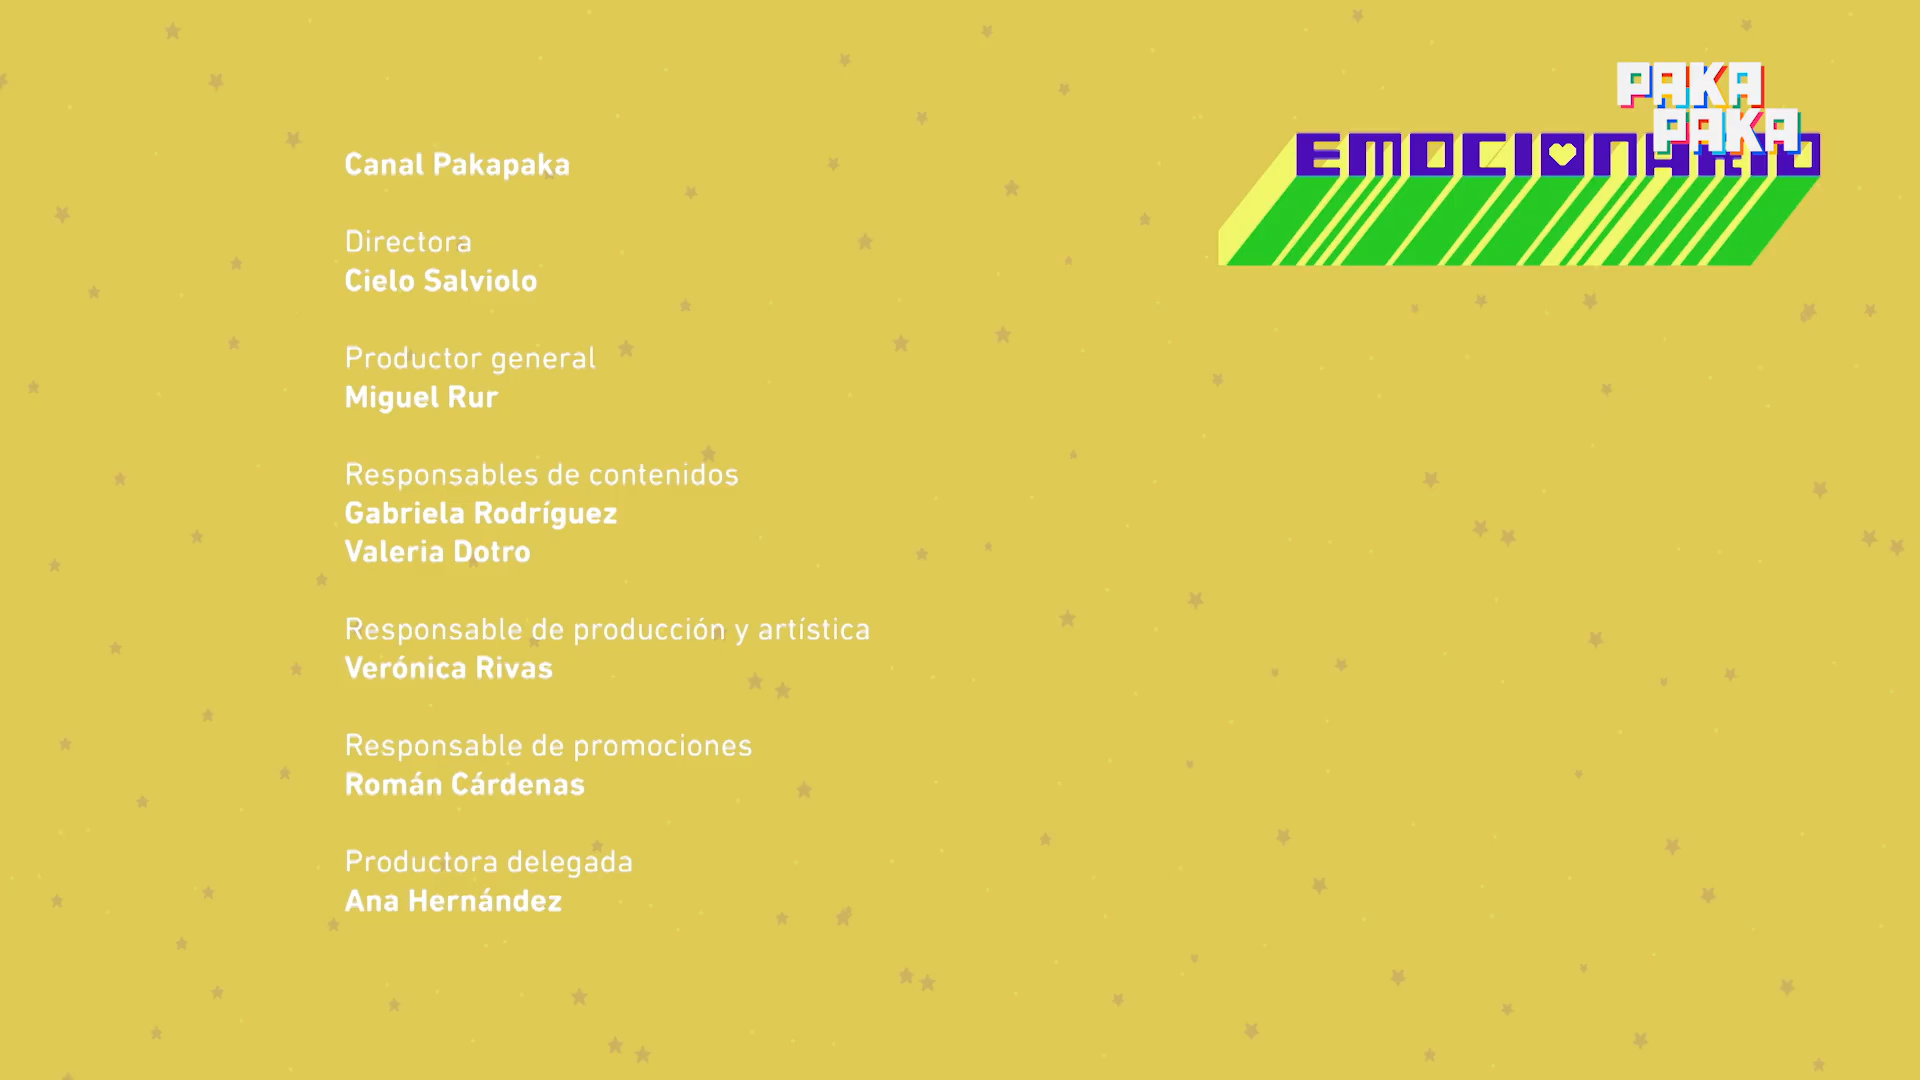 PAKA
PAKA
EMOCIONARIO
Canal Pakapaka
Directora
Cielo Salviolo
Productor general
Miguel Rur
Responsables de contenidos
Gabriela Rodríguez
Valeria Dotro
Responsable de producción y artística
Verónica Rivas
Responsable de promociones
Román Cárdenas
Productora delegada
Ana Hernández